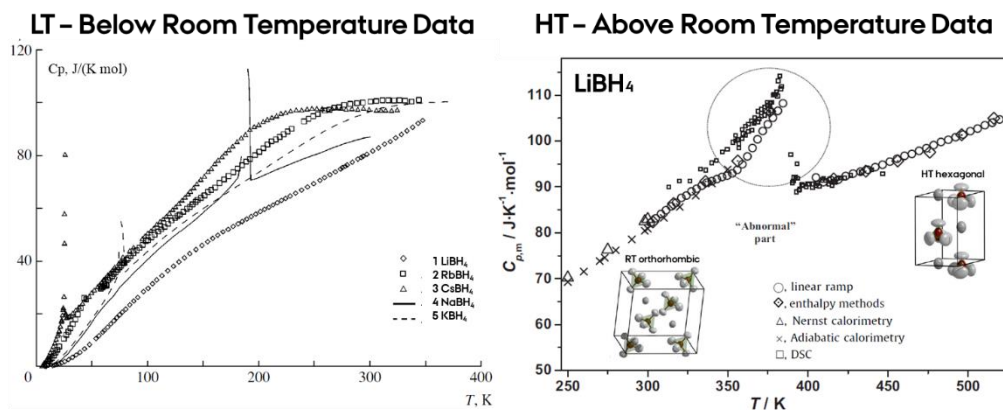 LT – Below Room Temperature Data
HT – Above Room Temperature Data
120
80
40
0
100
200
300
400
Cp, J/(K mol)
T, K
1 LiBH₄
2 RbBH₄
3 CsBH₄
4 NaBH₄
5 KBH₄
LiBH₄
110
100
90
80
70
60
50
250
300
350
400
450
500
Cp,m / J·K⁻¹·mol⁻¹
T / K
"Abnormal"
part
HT hexagonal
RT orthorhombic
, linear ramp
, enthalpy methods
Nernst calorimetry
Adiabatic calorimetry
DSC